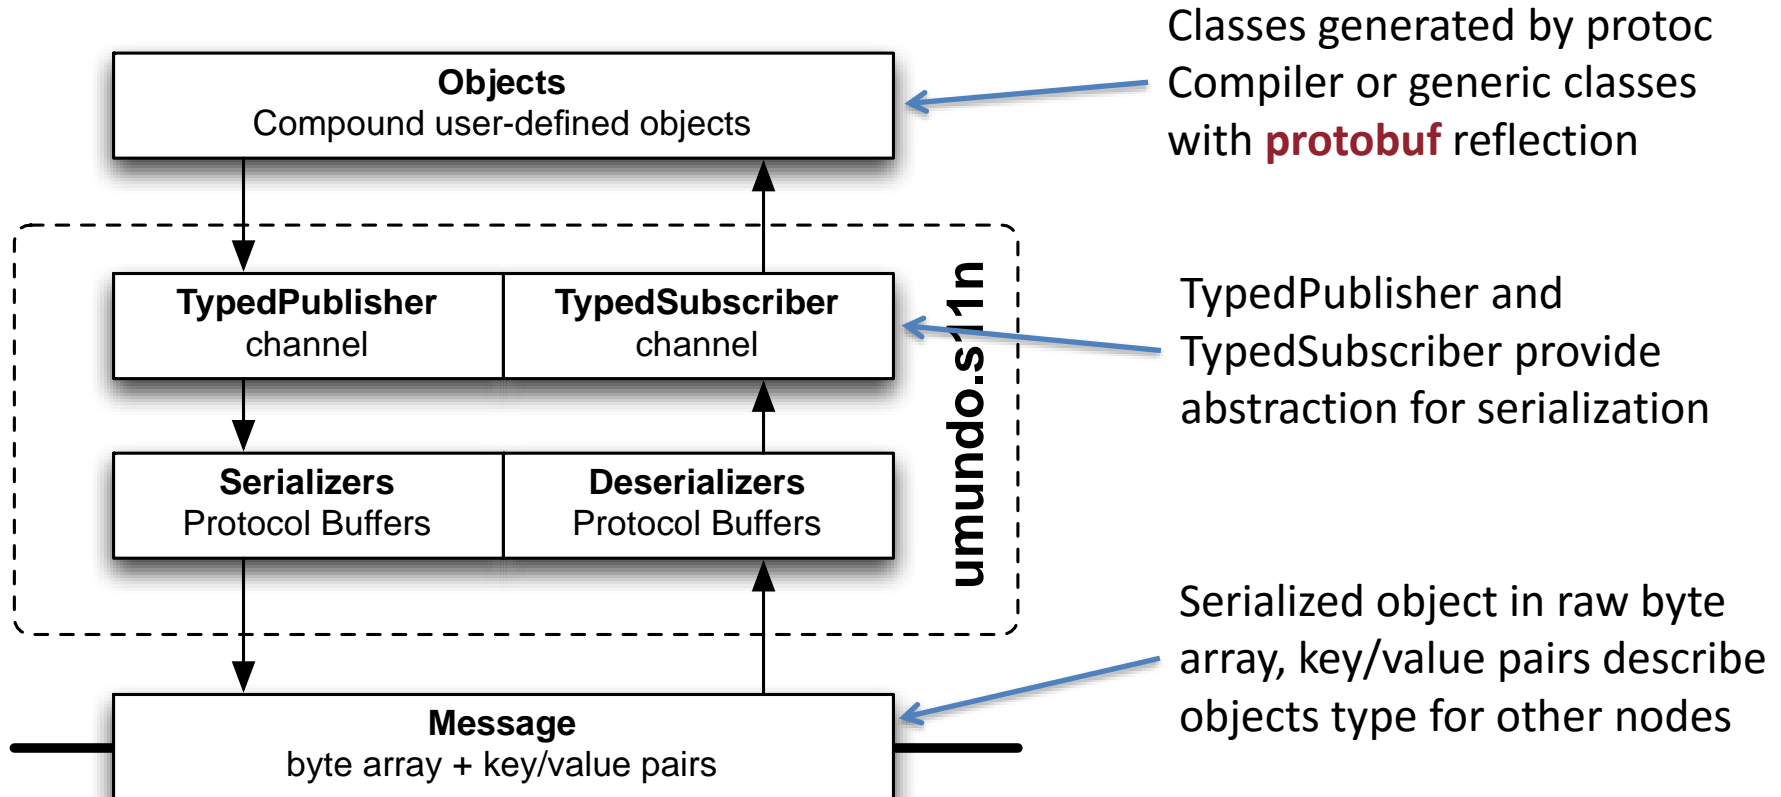 Objects
Compound user-defined objects
Classes generated by protoc
Compiler or generic classes
with protobuf reflection
TypedPublisher
channel
TypedSubscriber
channel
umundo.s11n
TypedPublisher and
TypedSubscriber provide
abstraction for serialization
Serializers
Protocol Buffers
Deserializers
Protocol Buffers
Serialized object in raw byte
array, key/value pairs describe
objects type for other nodes
Message
byte array + key/value pairs